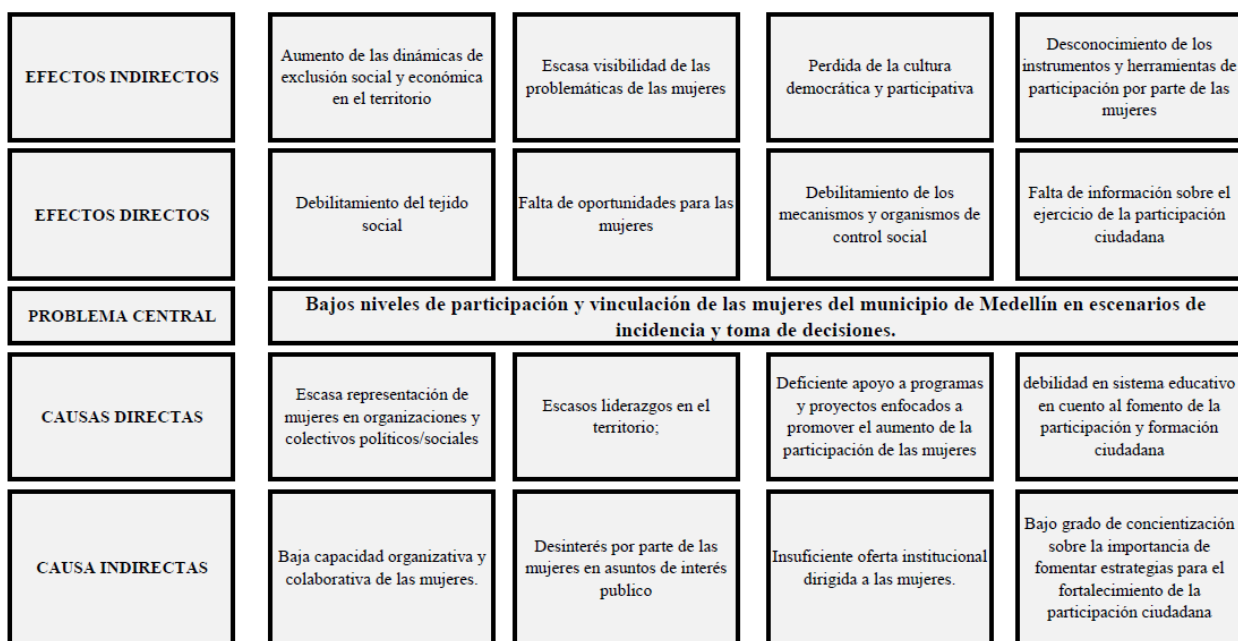 EFECTOS INDIRECTOS
Aumento de las dinámicas de
exclusión social y económica
en el territorio
Escasa visibilidad de las
problemáticas de las mujeres
Perdida de la cultura
democrática y participativa
Desconocimiento de los
instrumentos y herramientas de
participación por parte de las
mujeres
EFECTOS DIRECTOS
Debilitamiento del tejido
social
Falta de oportunidades para las
mujeres
Debilitamiento de los
mecanismos y organismos de
control social
Falta de información sobre el
ejercicio de la participación
ciudadana
PROBLEMA CENTRAL
Bajos niveles de participación y vinculación de las mujeres del municipio de Medellín en escenarios de
incidencia y toma de decisiones.
CAUSAS DIRECTAS
Escasa representación de
mujeres en organizaciones y
colectivos políticos/sociales
Escasos liderazgos en el
territorio;
Deficiente apoyo a programas
y proyectos enfocados a
promover el aumento de la
participación de las mujeres
debilidad en sistema educativo
en cuento al fomento de la
participación y formación
ciudadana
CAUSA INDIRECTAS
Baja capacidad organizativa y
colaborativa de las mujeres.
Desinterés por parte de las
mujeres en asuntos de interés
publico
Insuficiente oferta institucional
dirigida a las mujeres.
Bajo grado de concientización
sobre la importancia de
fomentar estrategias para el
fortalecimiento de la
participación ciudadana